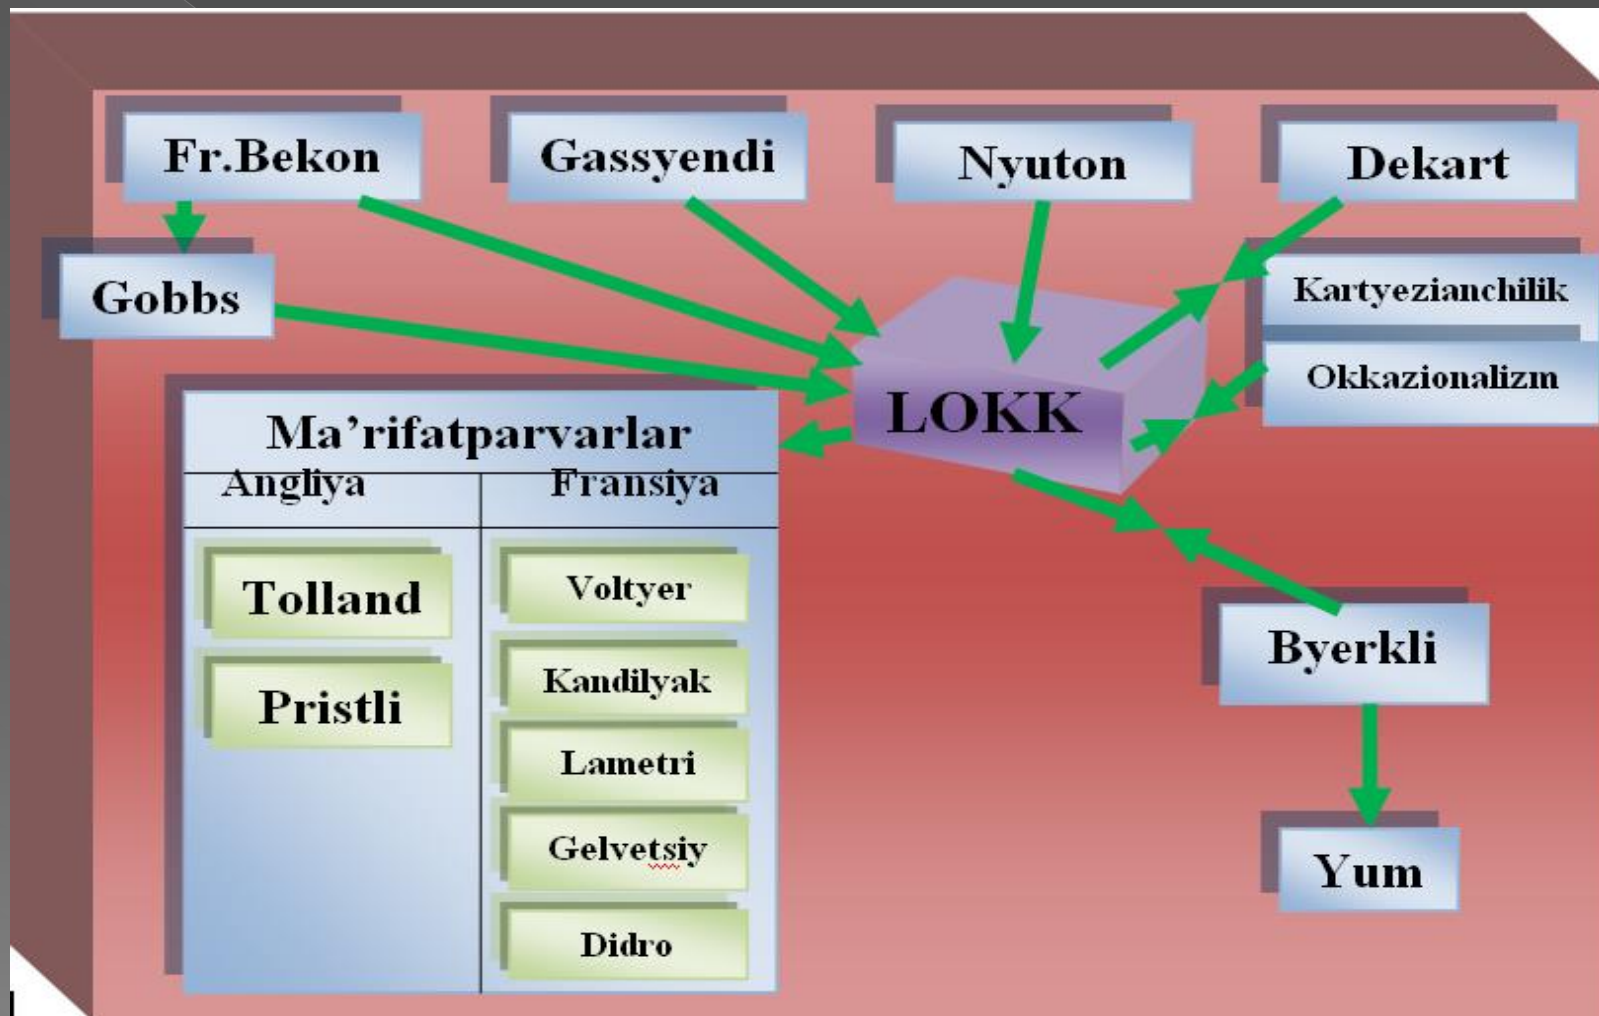 Fr.Bekon
Gassyendi
Nyuton
Dekart
Gobbs
Kartyezianchilik
Okkazionalizm
LOKK
Ma’rifatparvarlar
Angliya
Fransiya
Tolland
Pristli
Voltyer
Kandilyak
Lametri
Gelvetsiy
Didro
Byerkli
Yum